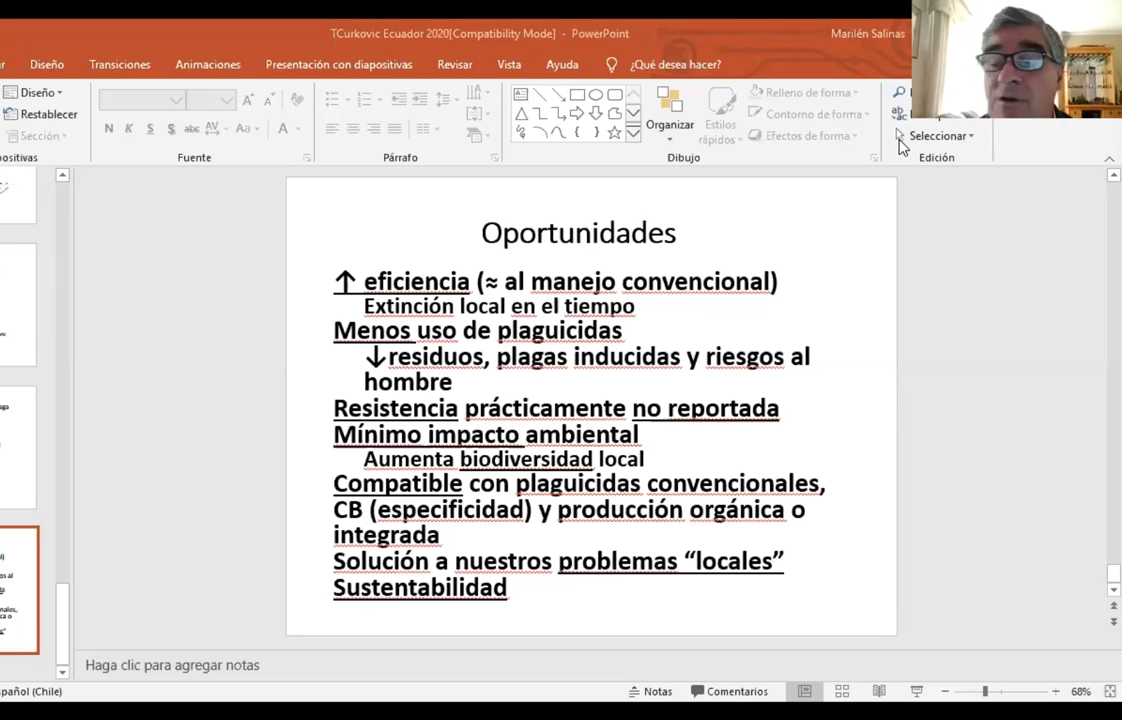 TCurkovic Ecuador 2020[Compatibility Mode] - PowerPoint
Marilén Salinas
Diseño
Transiciones
Animaciones
Presentación con diapositivas
Revisar
Vista
Ayuda
¿Qué desea hacer?
Diseño
Restablecer
Sección
N K S S abc AV Aa A
Organizar
Estilos rápidos
Relleno de forma
Contorno de forma
Efectos de forma
Seleccionar
Fuente
Párrafo
Dibujo
Edición
Oportunidades
↑ eficiencia (≈ al manejo convencional)
Extinción local en el tiempo
Menos uso de plaguicidas
↓residuos, plagas inducidas y riesgos al
hombre
Resistencia prácticamente no reportada
Mínimo impacto ambiental
Aumenta biodiversidad local
Compatible con plaguicidas convencionales,
CB (especificidad) y producción orgánica o
integrada
Solución a nuestros problemas “locales”
Sustentabilidad
Haga clic para agregar notas
Notas
Comentarios
68%